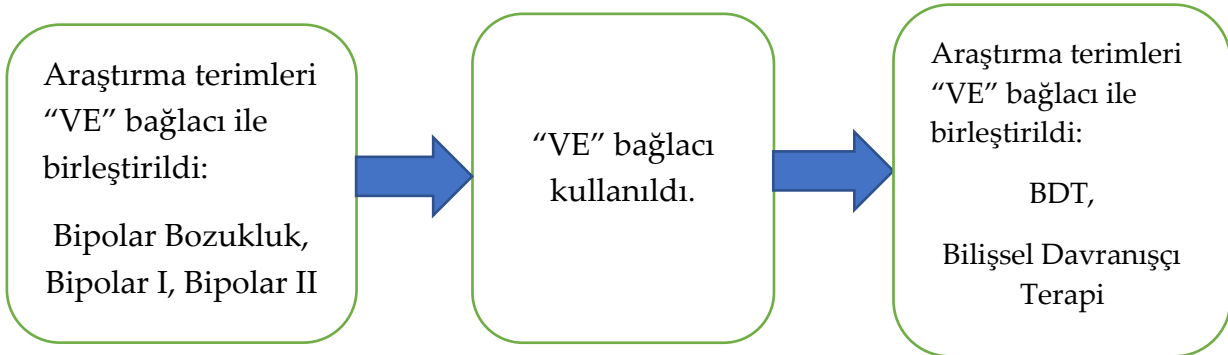 Araştırma terimleri
“VE” bağlacı ile
birleştirildi:
Bipolar Bozukluk,
Bipolar I, Bipolar II
“VE” bağlacı
kullanıldı.
Araştırma terimleri
“VE” bağlacı ile
birleştirildi:
BDT,
Bilişsel Davranışçı
Terapi